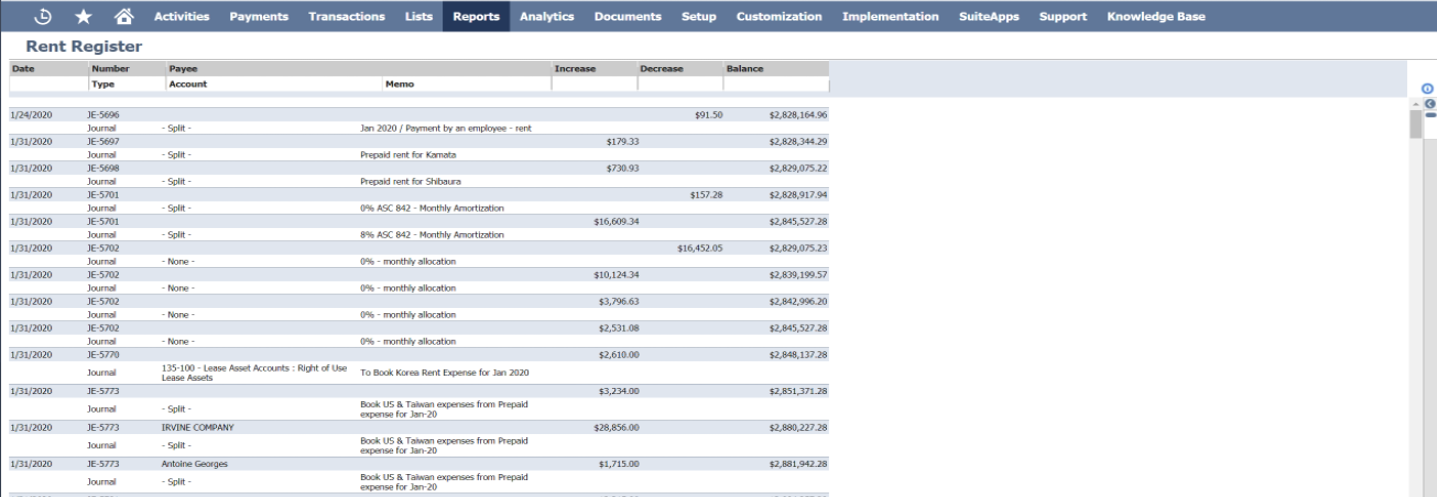 Activities Payments Transactions Lists Reports Analytics Documents Setup Customization Implementation SuiteApps Support Knowledge Base
Rent Register
Date Number Payee Increase Decrease Balance
Type Account Memo
1/24/2020 JE-5696 $91.50 $2,828,164.96
Journal - Split - Jan 2020 / Payment by an employee - rent
1/31/2020 JE-5697 $179.33 $2,828,344.29
Journal - Split - Prepaid rent for Kamata
1/31/2020 JE-5698 $730.93 $2,829,075.22
Journal - Split - Prepaid rent for Shibaura
1/31/2020 JE-5701 $157.28 $2,828,917.94
Journal - Split - 0% ASC 842 - Monthly Amortization
1/31/2020 JE-5701 $16,609.34 $2,845,527.28
Journal - Split - 8% ASC 842 - Monthly Amortization
1/31/2020 JE-5702 $16,452.05 $2,829,075.23
Journal - None - 0% - monthly allocation
1/31/2020 JE-5702 $10,124.34 $2,839,199.57
Journal - None - 0% - monthly allocation
1/31/2020 JE-5702 $3,796.63 $2,842,996.20
Journal - None - 0% - monthly allocation
1/31/2020 JE-5702 $2,531.08 $2,845,527.28
Journal - None - 0% - monthly allocation
1/31/2020 JE-5770 $2,610.00 $2,848,137.28
135-100 - Lease Asset Accounts : Right of Use
Journal To Book Korea Rent Expense for Jan 2020
Lease Assets
1/31/2020 JE-5773 $3,234.00 $2,851,371.28
Book US & Taiwan expenses from Prepaid
Journal - Split -
expense for Jan-20
1/31/2020 JE-5773 IRVINE COMPANY $28,856.00 $2,880,227.28
Book US & Taiwan expenses from Prepaid
Journal - Split -
expense for Jan-20
1/31/2020 JE-5773 Antoine Georges $1,715.00 $2,881,942.28
Book US & Taiwan expenses from Prepaid
Journal - Split -
expense for Jan-20